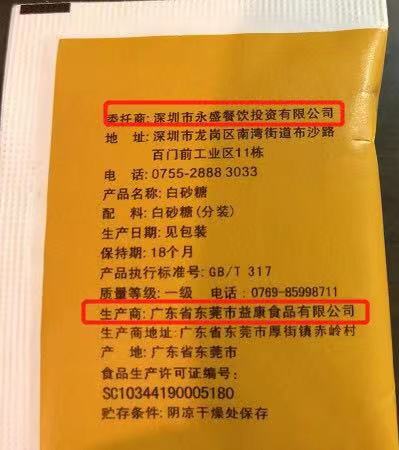 委托商:深圳市永盛餐饮投资有限公司
地 址:深圳市龙岗区南湾街道布沙路
百门前工业区11栋
电 话:0755-2888 3033
产品名称:白砂糖
配 料:白砂糖(分装)
生产日期:见包装
保持期:18个月
产品执行标准号:GB/T 317
质量等级:一级 电话:0769-85998711
生产商:广东省东莞市益康食品有限公司
生产商地址:广东省东莞市厚街镇赤岭村
产 地:广东省东莞市
食品生产许可证编号:
SC10344190005180
贮存条件:阴凉干燥处保存